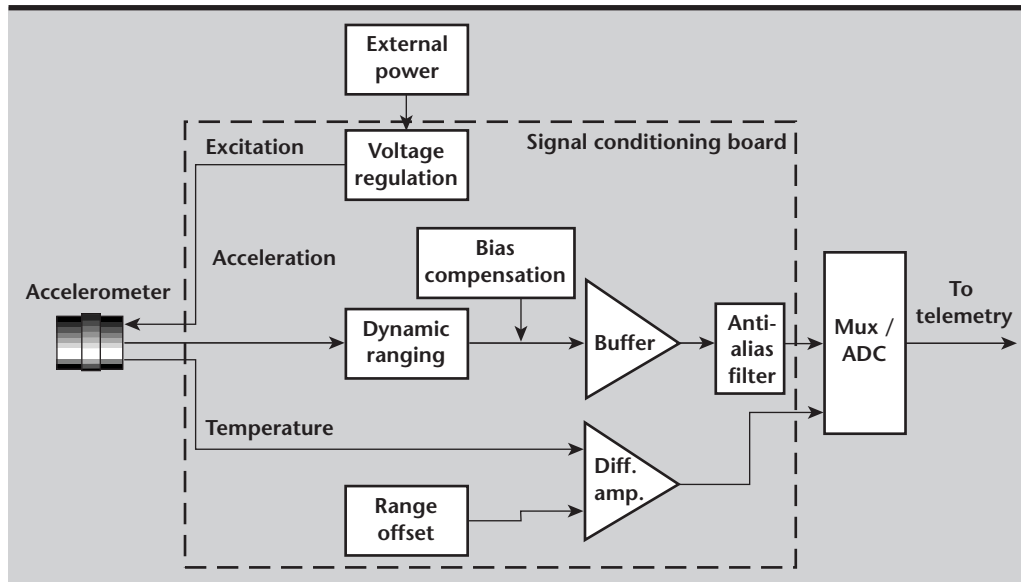 External
power
Excitation
Voltage
regulation
Signal conditioning board
Acceleration
Bias
compensation
Accelerometer
Dynamic
ranging
Buffer
Anti-
alias
filter
Mux /
ADC
To
telemetry
Temperature
Diff.
amp.
Range
offset